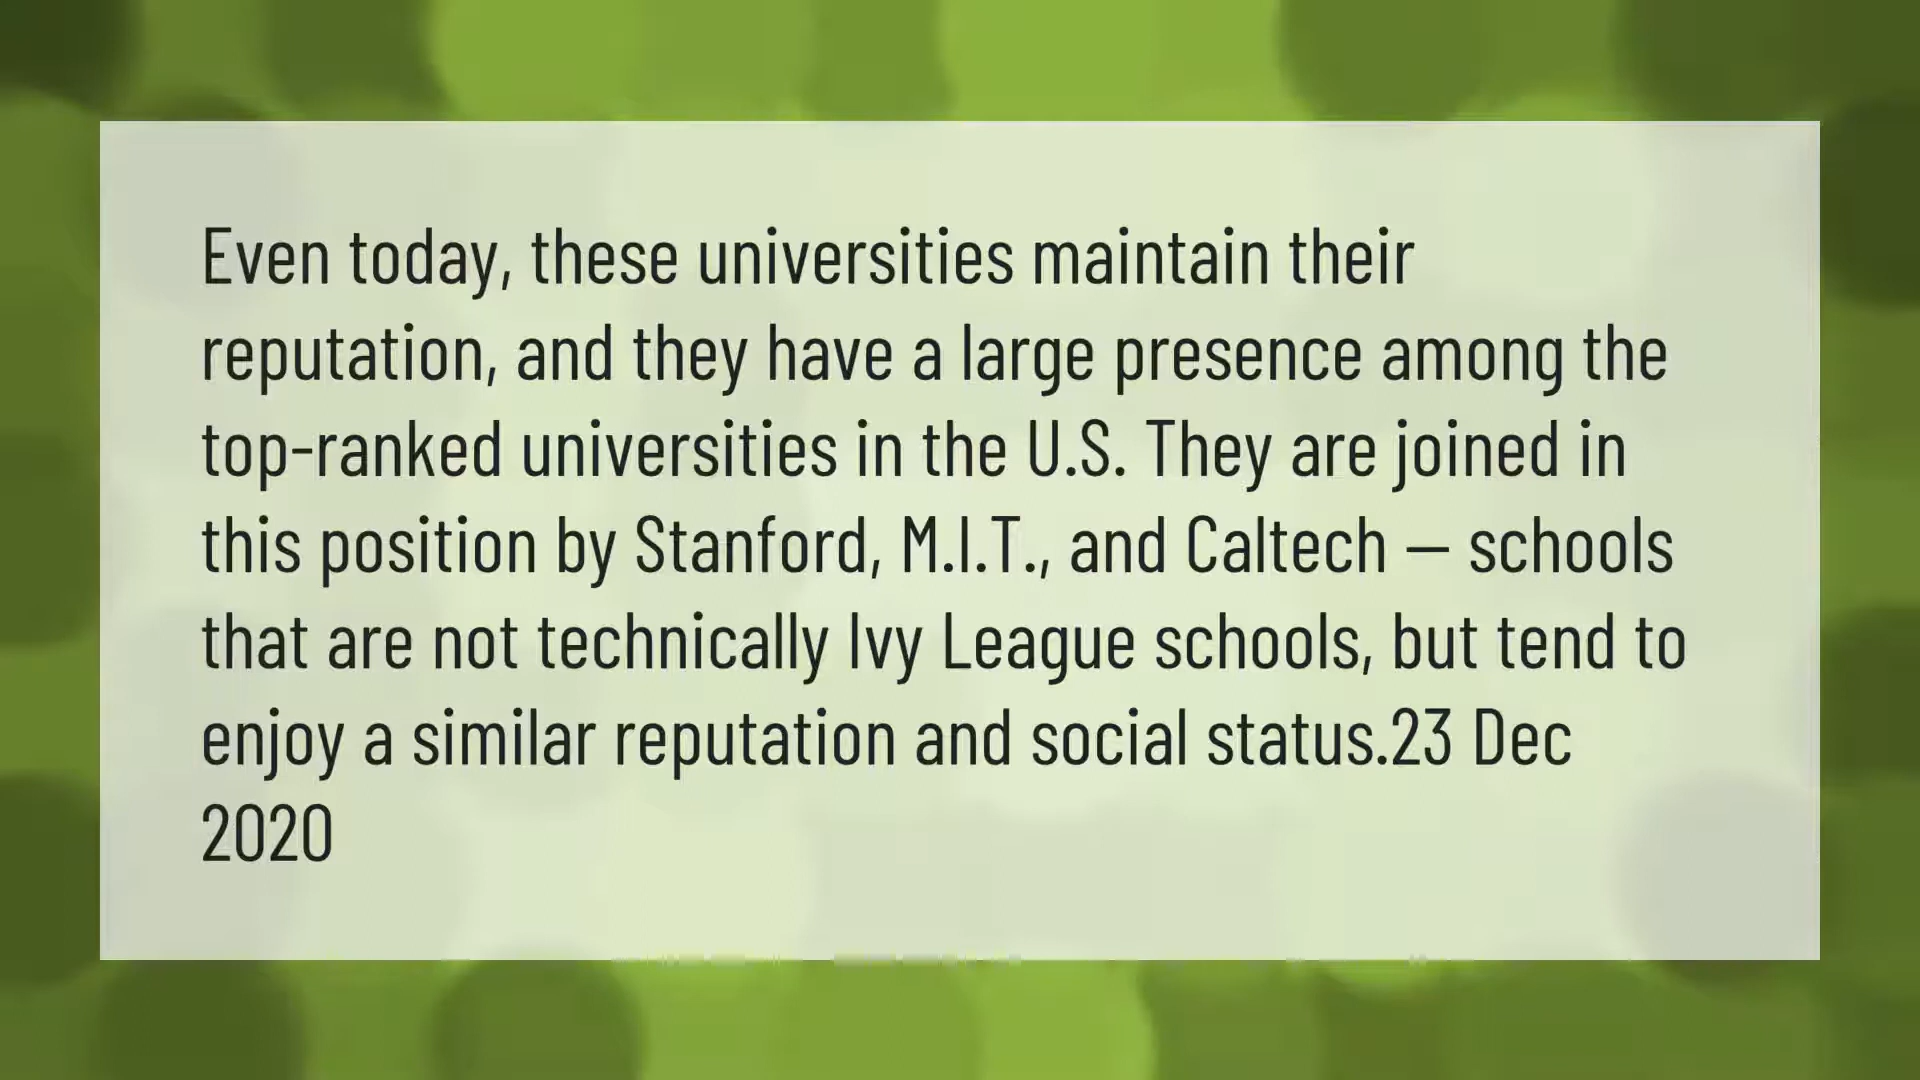 Even today, these universities maintain their
reputation, and they have a large presence among the
top-ranked universities in the U.S. They are joined in
this position by Stanford, M.I.T., and Caltech – schools
that are not technically Ivy League schools, but tend to
enjoy a similar reputation and social status.23 Dec
2020